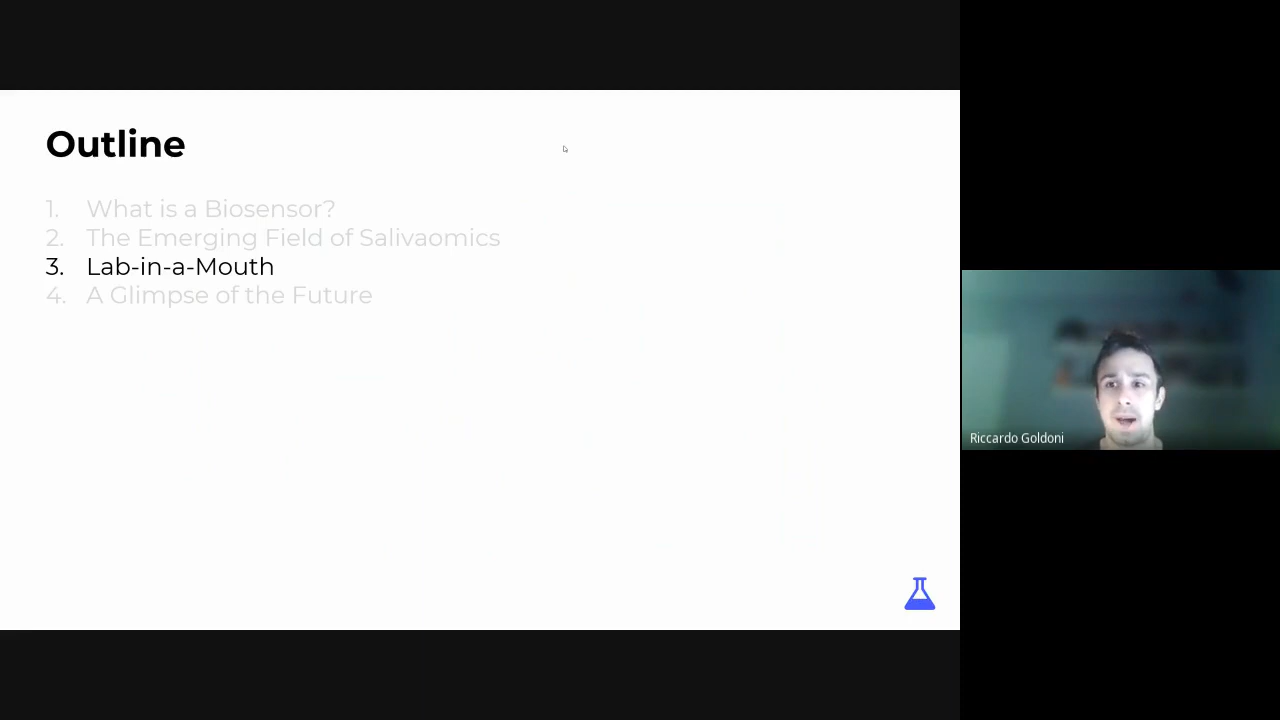 Outline
1. What is a Biosensor?
2. The Emerging Field of Salivaomics
3. Lab-in-a-Mouth
4. A Glimpse of the Future
Riccardo Goldoni